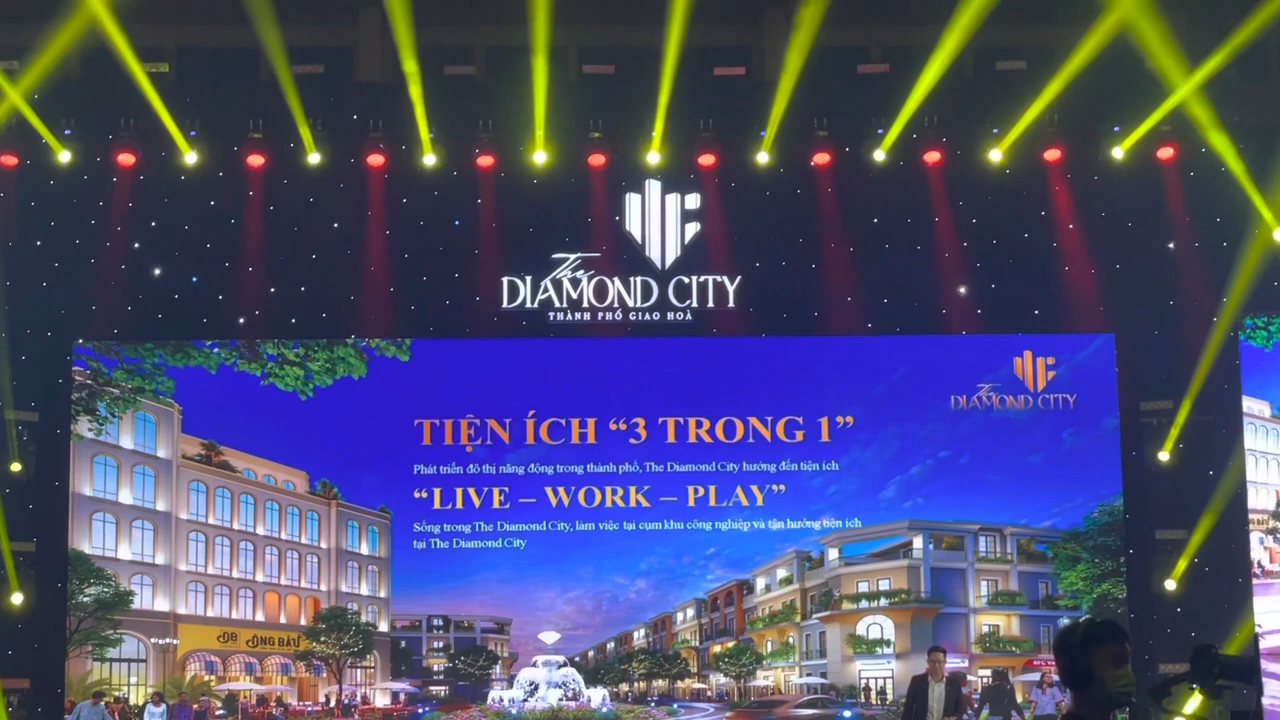 The
DIAMOND CITY
THÀNH PHỐ GIAO HOÀ
The
DIAMOND CITY
TIỆN ÍCH “3 TRONG 1”
Phát triển đô thị năng động trong thành phố, The Diamond City hướng đến tiện ích
“LIVE – WORK – PLAY”
Sống trong The Diamond City, làm việc tại cụm khu công nghiệp và tận hưởng tiện ích
tại The Diamond City
ÔB ÔNG BẦU